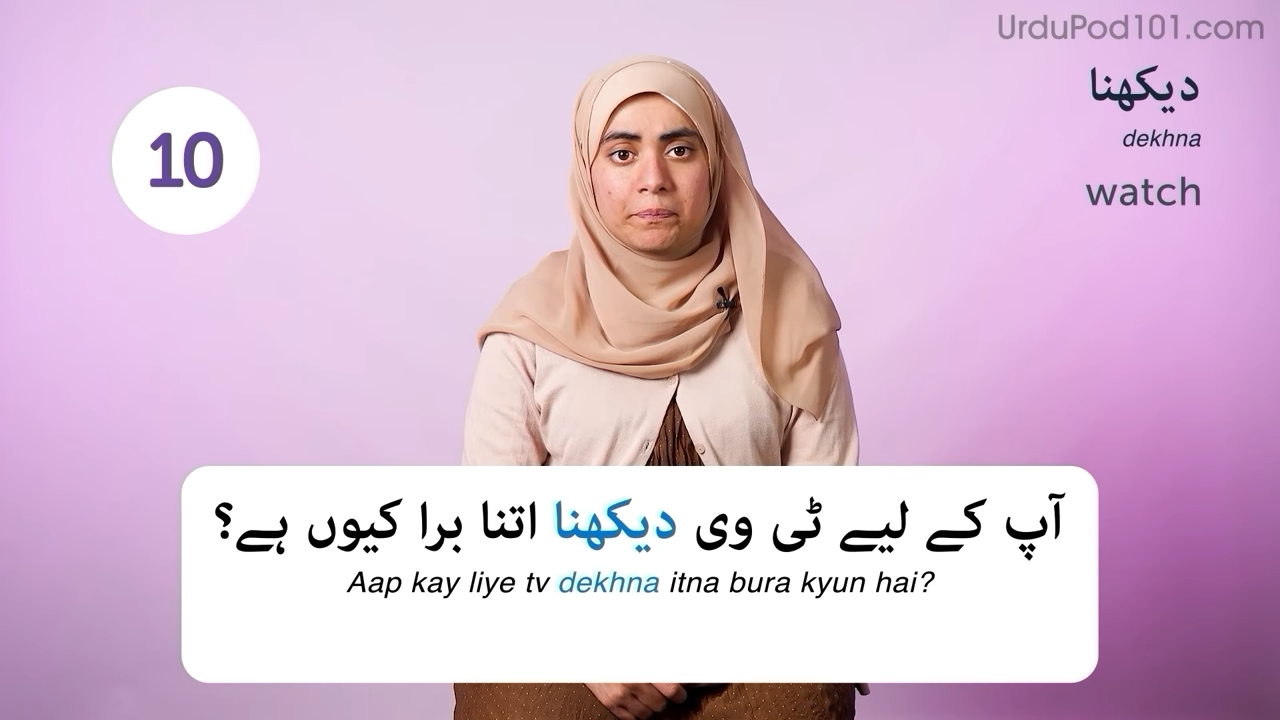 UrduPod101.com
دیکھنا
dekhna
watch
10
آپ کے لیے ٹی وی دیکھنا اتنا برا کیوں ہے؟
Aap kay liye tv dekhna itna bura kyun hai?